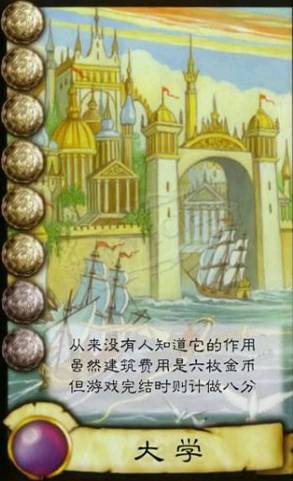 从来没有人知道它的作用
虽然建筑费用是六枚金币
但游戏完结时则计做八分
大学